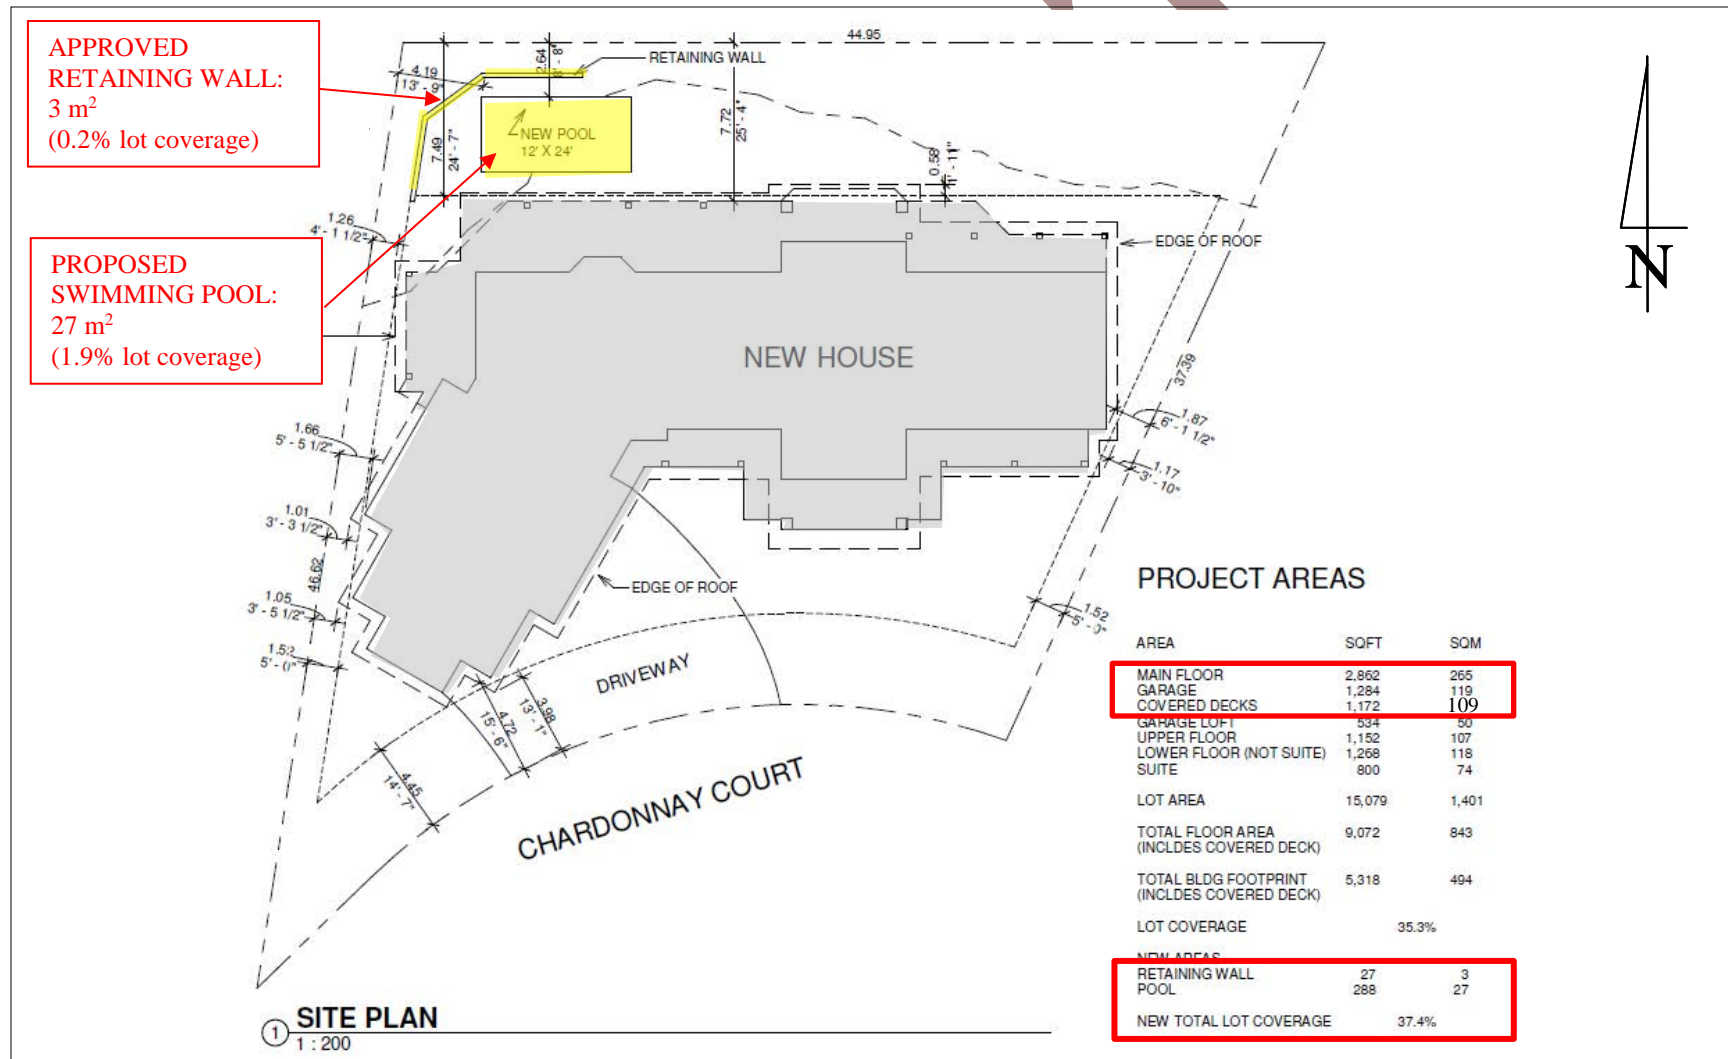 APPROVED
RETAINING WALL:
3 m²
(0.2% lot coverage)
PROPOSED
SWIMMING POOL:
27 m²
(1.9% lot coverage)
44.95
RETAINING WALL
4.19
13' - 9"
2.64
8' - 8"
7.72
25' - 4"
7.49
24' - 7"
NEW POOL
12' X 24'
0.58
1' - 11"
1.26
4' - 1 1/2"
EDGE OF ROOF
N
NEW HOUSE
37.39
1.87
6' - 1 1/2"
1.66
5' - 5 1/2"
1.17
3' - 10"
1.01
3' - 3 1/2"
46.62
EDGE OF ROOF
1.05
3' - 5 1/2"
1.52
5' - 0"
1.52
5' - 0"
DRIVEWAY
3.98
13' - 1"
4.72
15' - 6"
4.45
14' - 7"
CHARDONNAY COURT
PROJECT AREAS
AREA SQFT SQM
MAIN FLOOR 2,862 265
GARAGE 1,284 119
COVERED DECKS 1,172 109
GARAGE LOFT 534 50
UPPER FLOOR 1,152 107
LOWER FLOOR (NOT SUITE) 1,268 118
SUITE 800 74
LOT AREA 15,079 1,401
TOTAL FLOOR AREA 9,072 843
(INCLDES COVERED DECK)
TOTAL BLDG FOOTPRINT 5,318 494
(INCLDES COVERED DECK)
LOT COVERAGE 35.3%
NEW AREAS
RETAINING WALL 27 3
POOL 288 27
NEW TOTAL LOT COVERAGE 37.4%
1 SITE PLAN
1 : 200